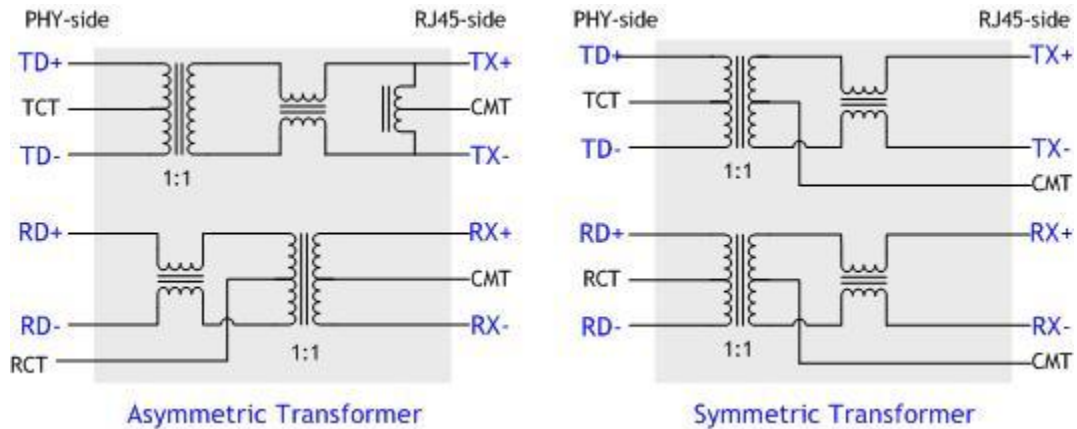 PHY-side RJ45-side PHY-side RJ45-side
TD+ TX+ TD+ TX+
TCT CMT TCT
TD- TX- TD- TX-
1:1 1:1 CMT
RD+ RX+ RD+ RX+
CMT RCT
RD- RX- RD- RX-
RCT 1:1 1:1 CMT
Asymmetric Transformer Symmetric Transformer